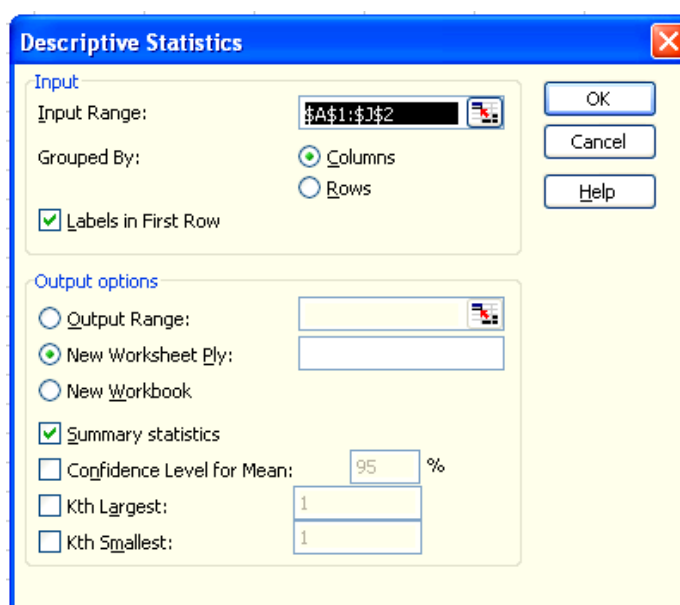 Descriptive Statistics
Input
Input Range: $A$1:$J$2
Grouped By: Columns
Rows
Labels in First Row
OK
Cancel
Help
Output options
Output Range:
New Worksheet Ply:
New Workbook
Summary statistics
Confidence Level for Mean: 95 %
Kth Largest: 1
Kth Smallest: 1